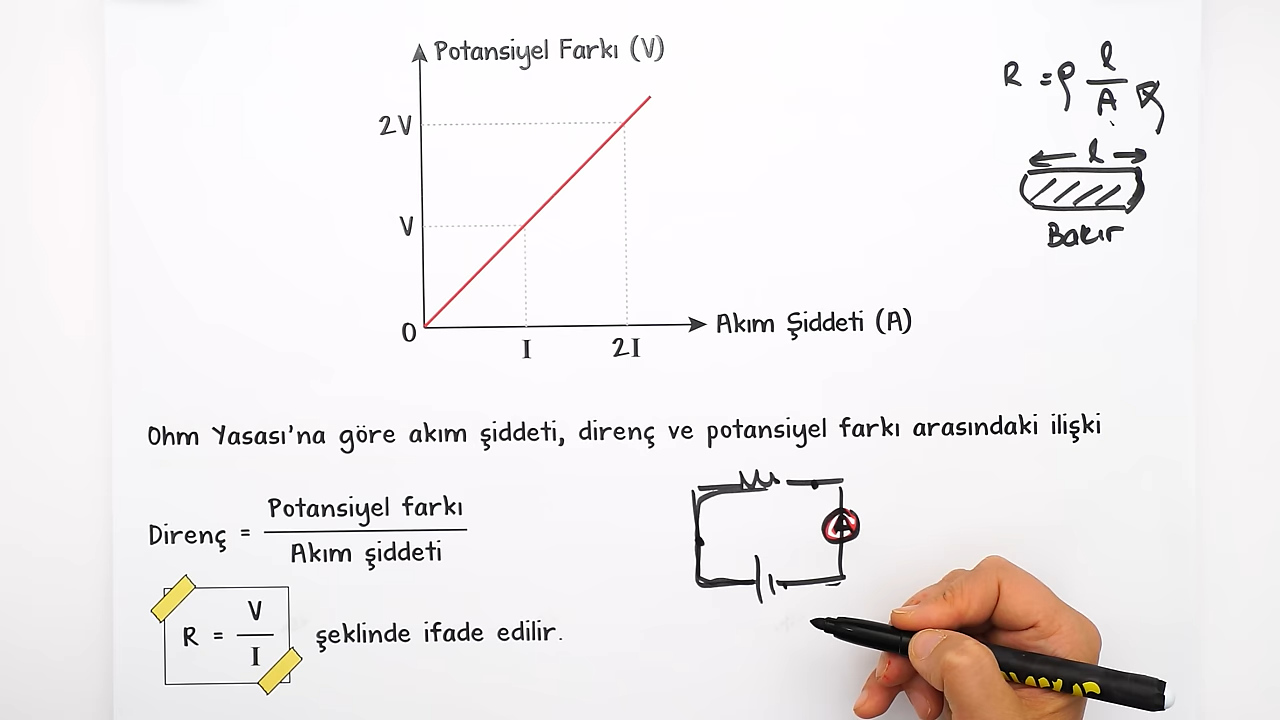 Potansiyel Farkı (V)
2V
V
0
I
2I
Akım Şiddeti (A)
R = ρ l / A
l
Bakır
Ohm Yasası'na göre akım şiddeti, direnç ve potansiyel farkı arasındaki ilişki
Direnç = Potansiyel farkı / Akım şiddeti
R = V / I şeklinde ifade edilir.
A